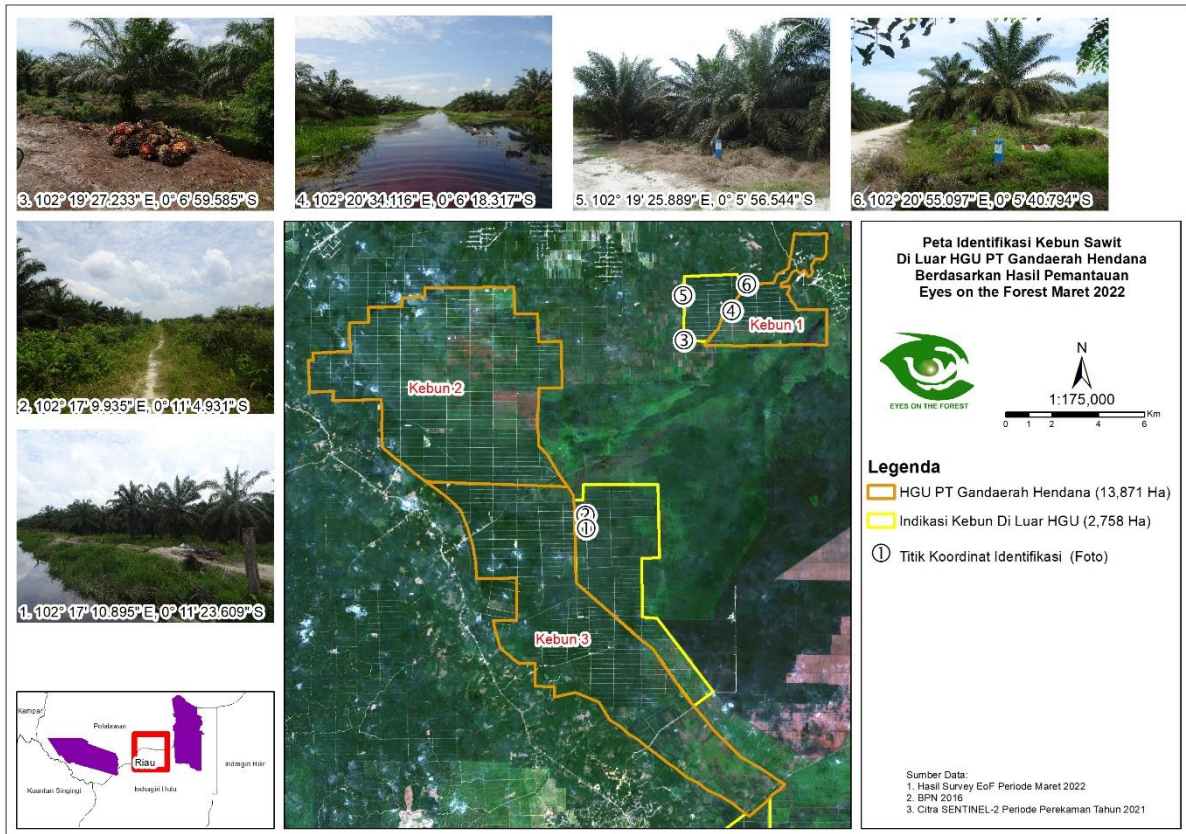 3. 102° 19' 27.233" E, 0° 6' 59.585" S
4. 102° 20' 34.116" E, 0° 6' 18.317" S
5. 102° 19' 25.889" E, 0° 5' 56.544" S
6. 102° 20' 55.097" E, 0° 5' 40.794" S
2. 102° 17' 9.935" E, 0° 11' 4.931" S
1. 102° 17' 10.895" E, 0° 11' 23.609" S
Kampar
Pelalawan
Riau
Kuantan Singingi
Indragiri Hulu
Indragiri Hilir
6
5
4
Kebun 1
3
Kebun 2
2
1
Kebun 3
Peta Identifikasi Kebun Sawit
Di Luar HGU PT Gandaerah Hendana
Berdasarkan Hasil Pemantauan
Eyes on the Forest Maret 2022
EYES ON THE FOREST
N
1:175,000
0 1 2 4 6 Km
Legenda
HGU PT Gandaerah Hendana (13,871 Ha)
Indikasi Kebun Di Luar HGU (2,758 Ha)
① Titik Koordinat Identifikasi (Foto)
Sumber Data:
1. Hasil Survey EoF Periode Maret 2022
2. BPN 2016
3. Citra SENTINEL-2 Periode Perekaman Tahun 2021